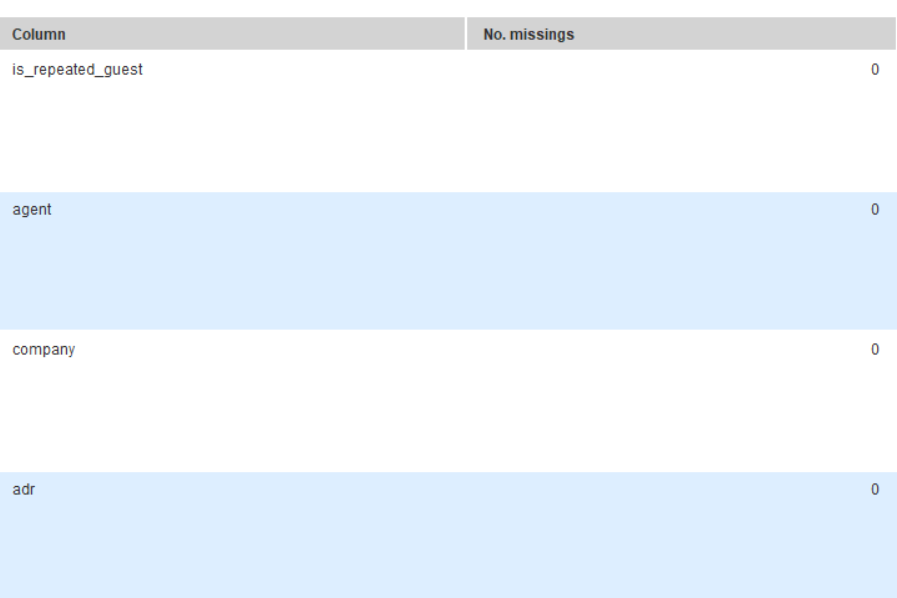 Column No. missings
is_repeated_guest 0
agent 0
company 0
adr 0